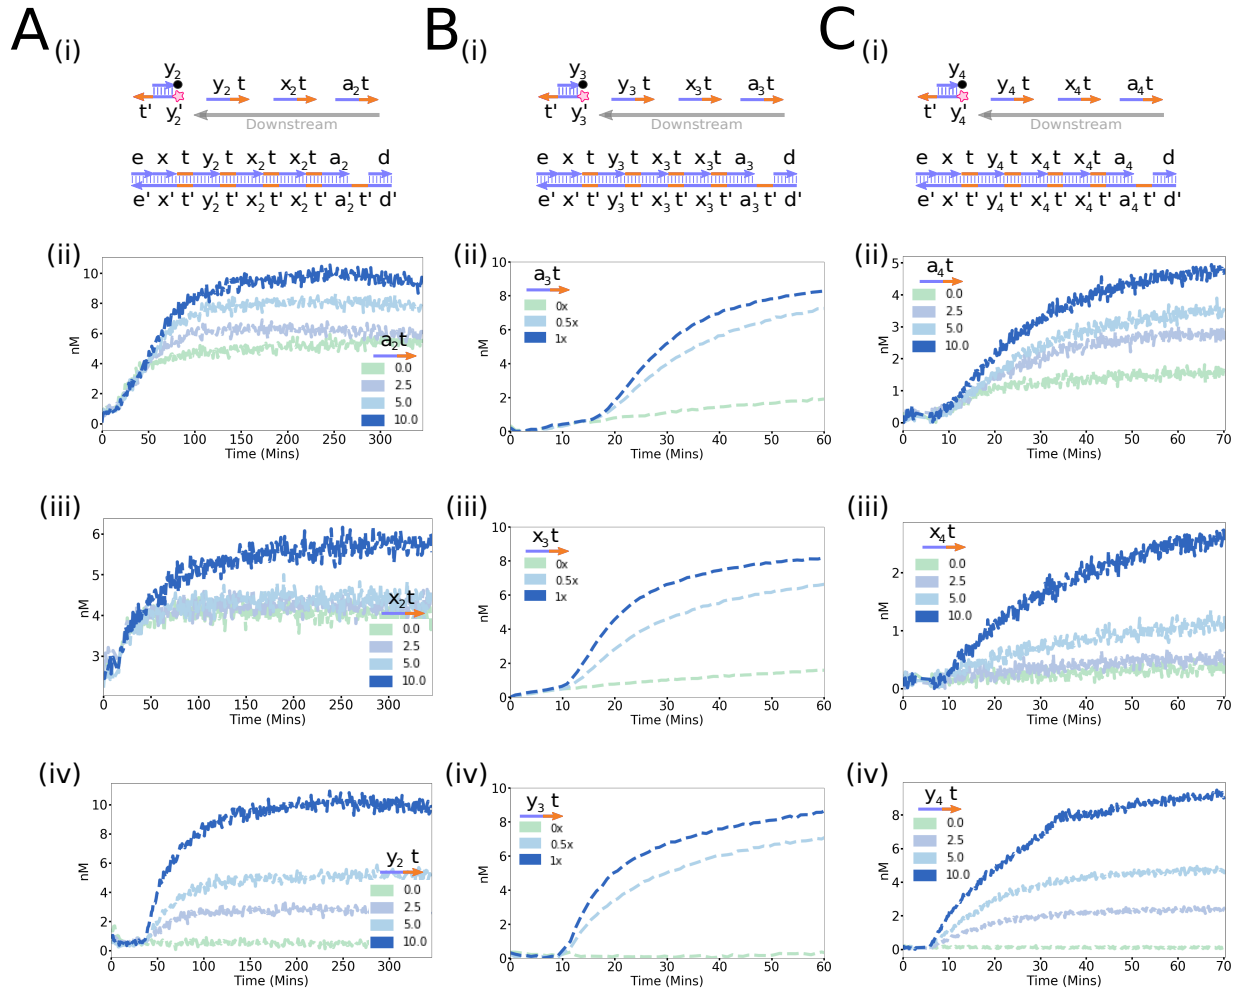 A
(i)
y2
y2 t x2t a2t
t' y2'
Downstream
e x t y2 t x2 t x2 t a2 d
e' x' t' y2' t' x2' t' x2' t' a2' t' d'
(ii)
a2t
0.0
2.5
5.0
10.0
10
8
6
4
2
0
nM
0 50 100 150 200 250 300
Time (Mins)
(iii)
x2t
0.0
2.5
5.0
10.0
6
5
4
3
nM
0 50 100 150 200 250 300
Time (Mins)
(iv)
y2 t
0.0
2.5
5.0
10.0
10
8
6
4
2
0
nM
0 50 100 150 200 250 300
Time (Mins)
B
(i)
y3
y3 t x3t a3t
t' y3'
Downstream
e x t y3 t x3 t x3 t a3 d
e' x' t' y3' t' x3' t' x3' t' a3' t' d'
(ii)
a3t
0x
0.5x
1x
10
8
6
4
2
0
nM
0 10 20 30 40 50 60
Time (Mins)
(iii)
x3t
0x
0.5x
1x
10
8
6
4
2
0
nM
0 10 20 30 40 50 60
Time (Mins)
(iv)
y3 t
0x
0.5x
1x
10
8
6
4
2
0
nM
0 10 20 30 40 50 60
Time (Mins)
C
(i)
y4
y4 t x4t a4t
t' y4'
Downstream
e x t y4 t x4 t x4 t a4 d
e' x' t' y4' t' x4' t' x4' t' a4' t' d'
(ii)
a4t
0.0
2.5
5.0
10.0
5
4
3
2
1
0
nM
0 10 20 30 40 50 60 70
Time (Mins)
(iii)
x4t
0.0
2.5
5.0
10.0
2
1
0
nM
0 10 20 30 40 50 60 70
Time (Mins)
(iv)
y4 t
0.0
2.5
5.0
10.0
8
6
4
2
0
nM
0 10 20 30 40 50 60 70
Time (Mins)